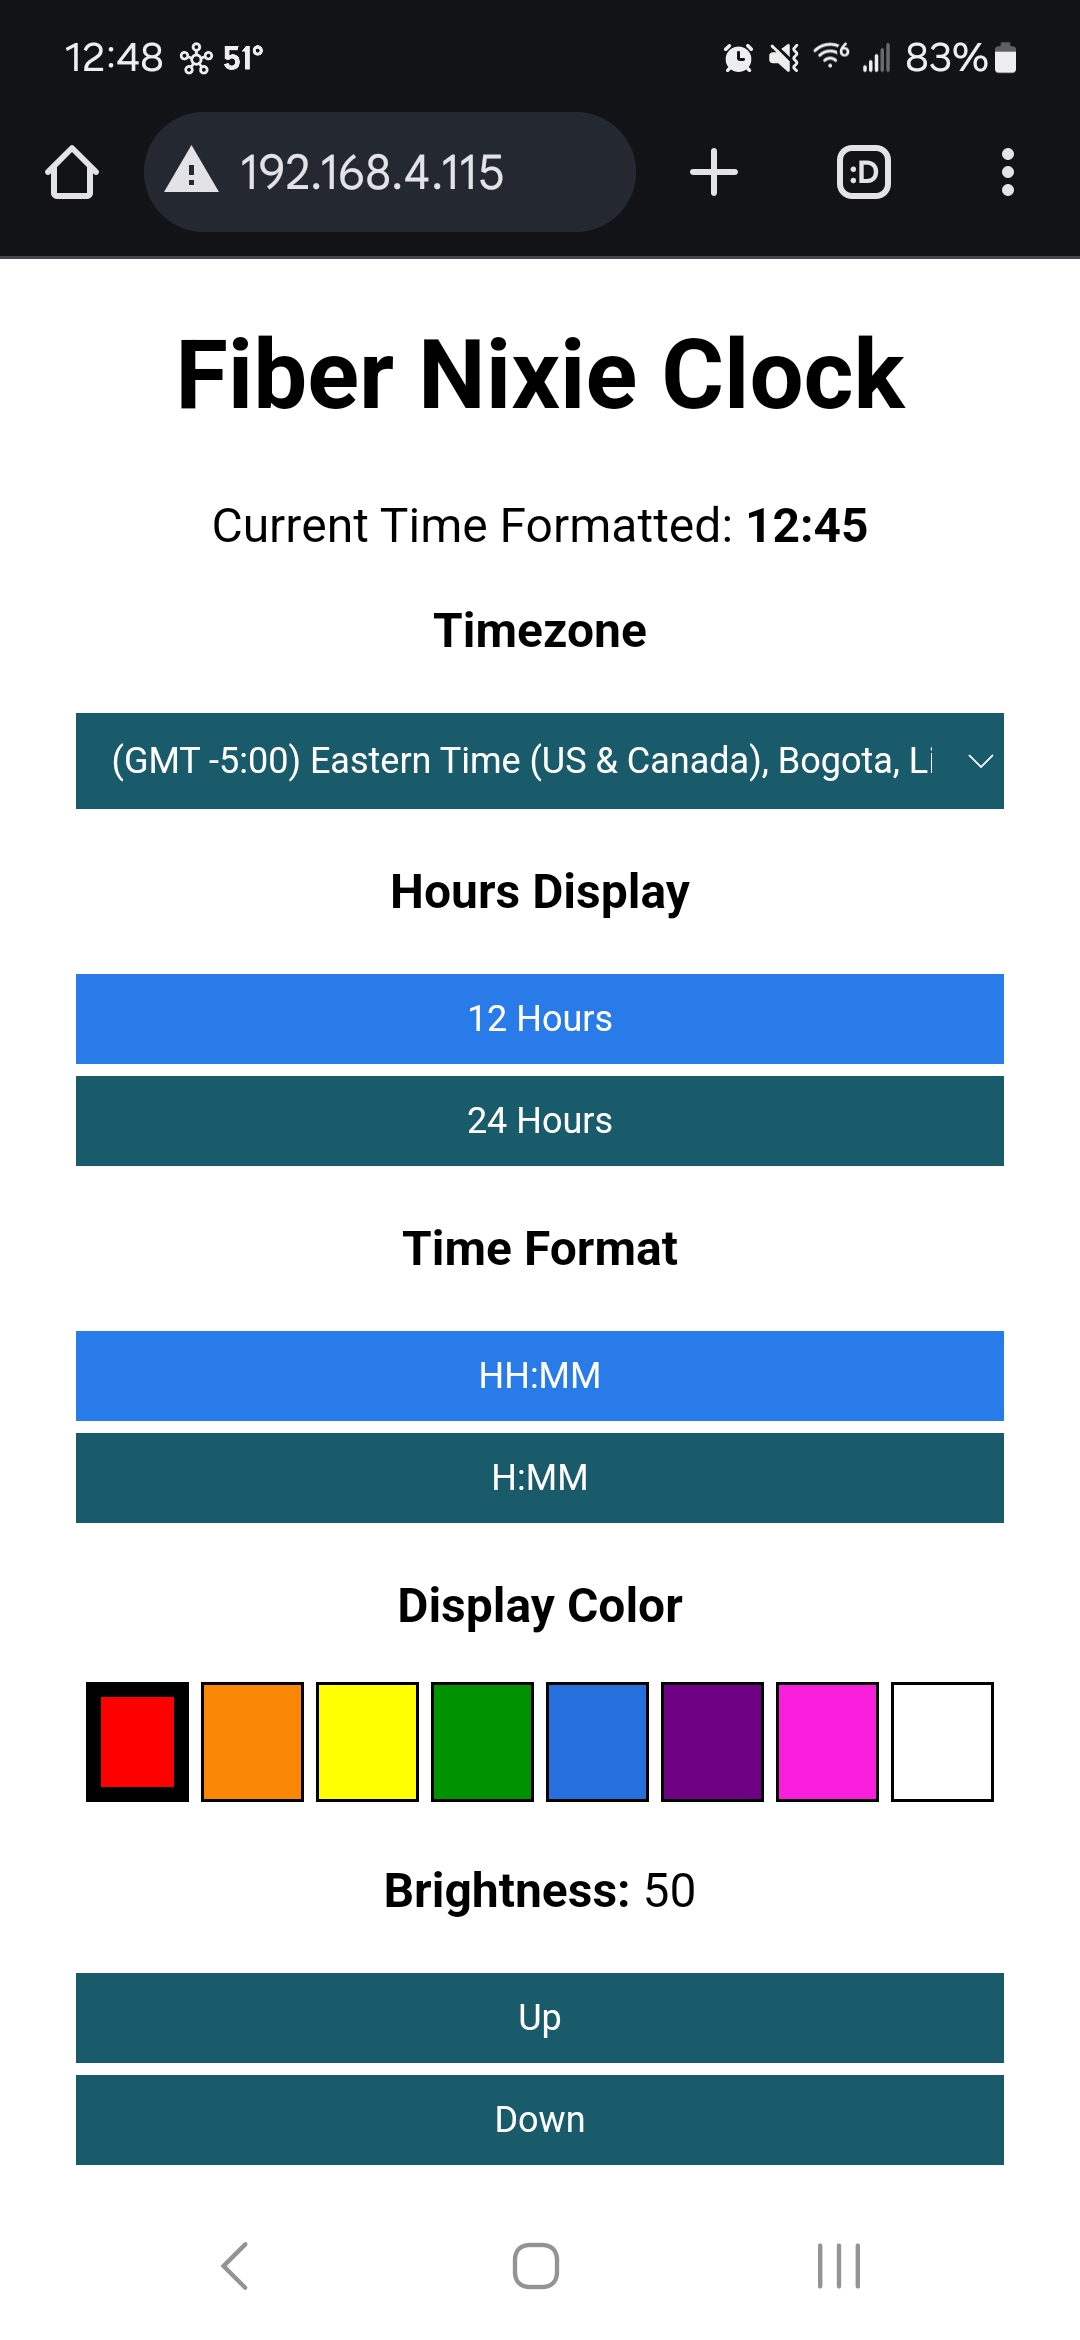 12:48 51° 6 83%
192.168.4.115 :D
Fiber Nixie Clock
Current Time Formatted: 12:45
Timezone
(GMT -5:00) Eastern Time (US & Canada), Bogota, Li
Hours Display
12 Hours
24 Hours
Time Format
HH:MM
H:MM
Display Color
Brightness: 50
Up
Down